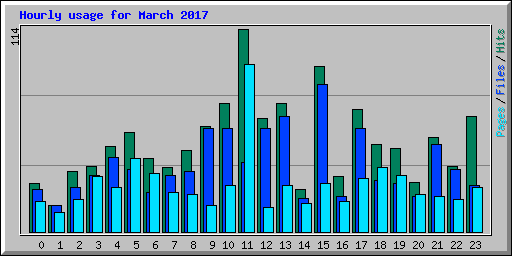 Hourly usage for March 2017
114
Pages / Files / Hits
0 1 2 3 4 5 6 7 8 9 10 11 12 13 14 15 16 17 18 19 20 21 22 23